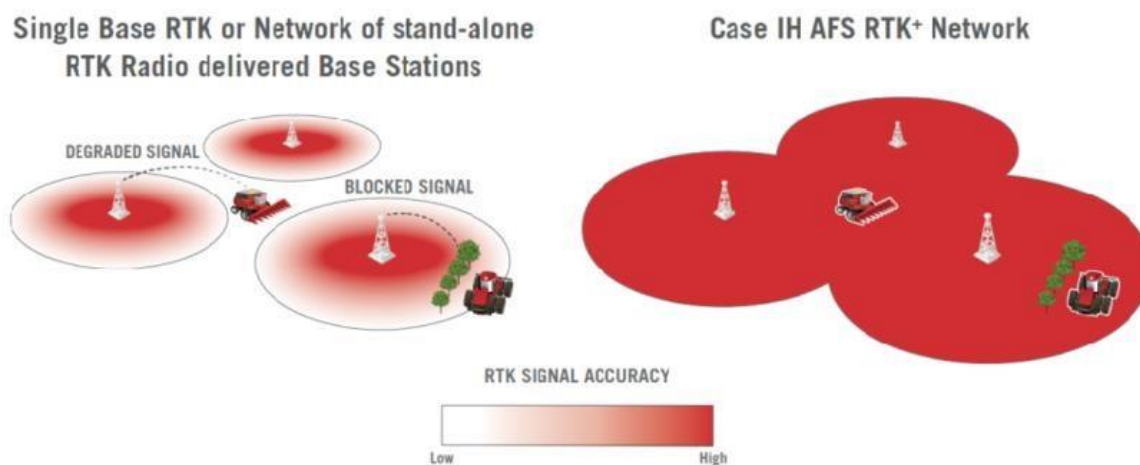 Single Base RTK or Network of stand-alone
RTK Radio delivered Base Stations
Case IH AFS RTK+ Network
DEGRADED SIGNAL
BLOCKED SIGNAL
RTK SIGNAL ACCURACY
Low
High